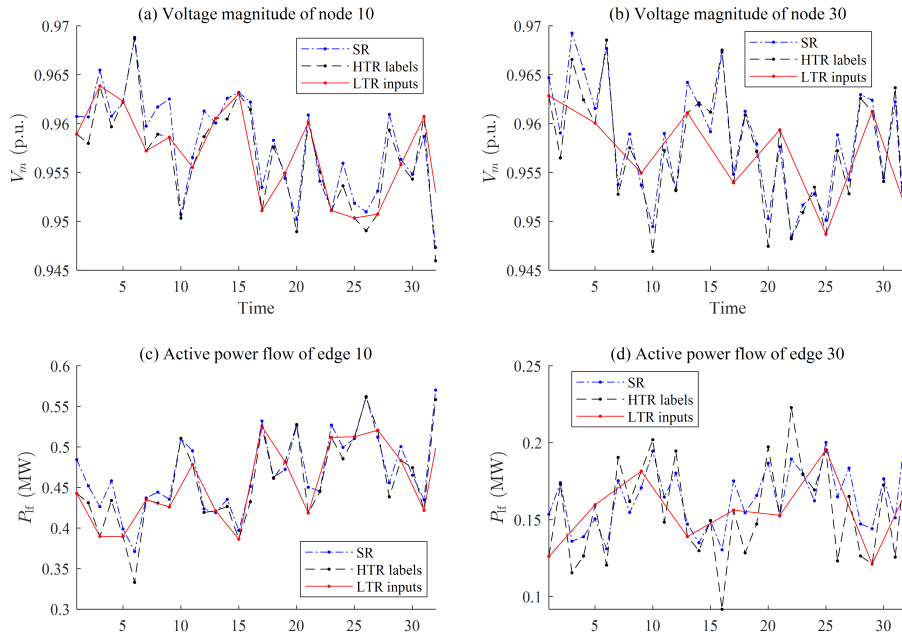 (a) Voltage magnitude of node 10
0.97
0.965
0.96
0.955
0.95
0.945
V_m (p.u.)
SR
HTR labels
LTR inputs
5 10 15 20 25 30
Time
(b) Voltage magnitude of node 30
0.97
0.965
0.96
0.955
0.95
0.945
V_m (p.u.)
SR
HTR labels
LTR inputs
5 10 15 20 25 30
Time
(c) Active power flow of edge 10
0.6
0.55
0.5
0.45
0.4
0.35
0.3
P_lf (MW)
SR
HTR labels
LTR inputs
5 10 15 20 25 30
(d) Active power flow of edge 30
0.25
0.2
0.15
0.1
P_lf (MW)
SR
HTR labels
LTR inputs
5 10 15 20 25 30